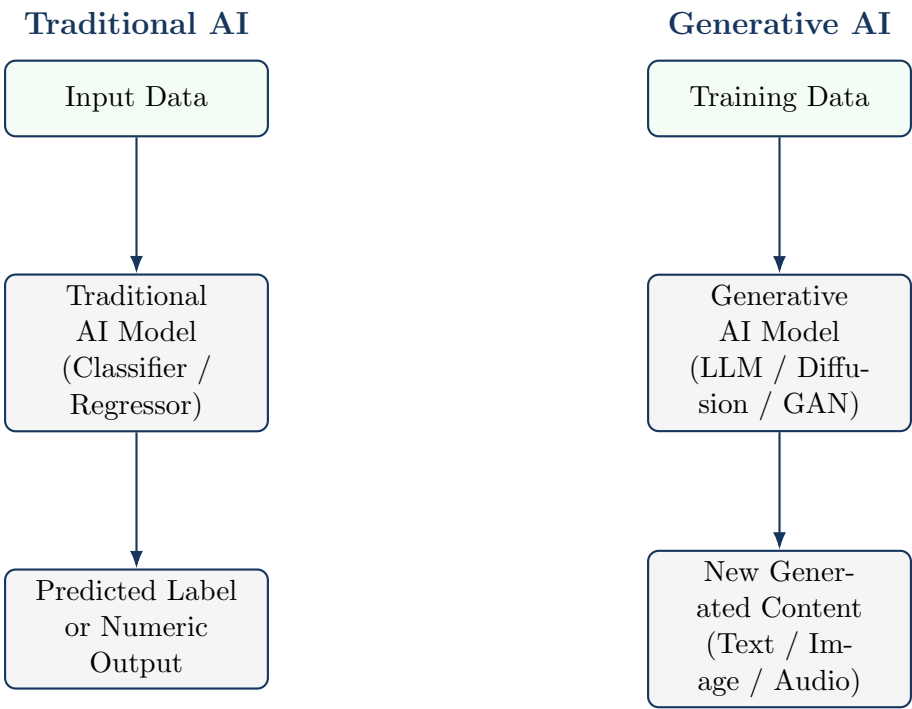 Traditional AI
Input Data
Traditional
AI Model
(Classifier /
Regressor)
Predicted Label
or Numeric
Output
Generative AI
Training Data
Generative
AI Model
(LLM / Diffu-
sion / GAN)
New Gener-
ated Content
(Text / Im-
age / Audio)